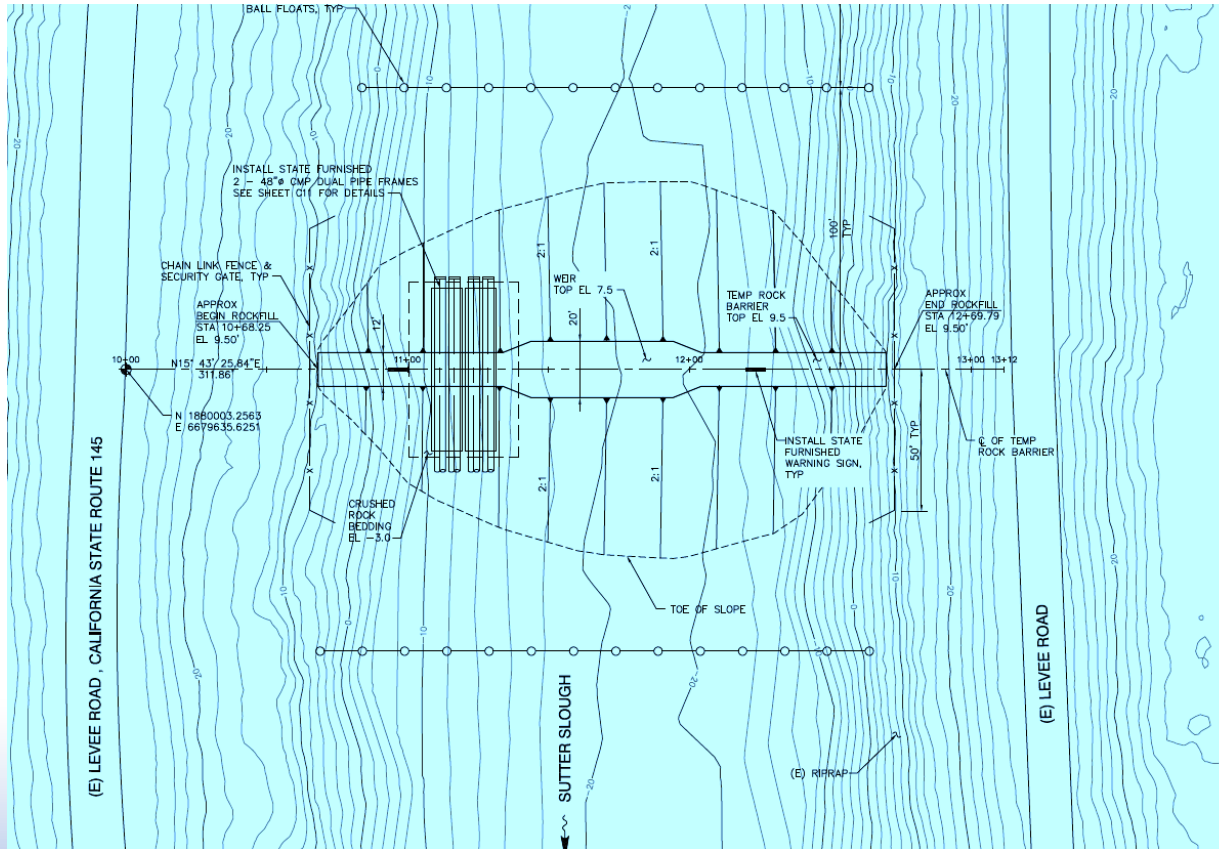 BALL FLOATS, TYP
INSTALL STATE FURNISHED
2 - 48"ø CMP DUAL PIPE FRAMES
SEE SHEET C11 FOR DETAILS
CHAIN LINK FENCE &
SECURITY GATE, TYP
APPROX
BEGIN ROCKFILL
STA 10+68.25
EL 9.50'
10+00
N15° 43' 25.84"E
311.86'
N 1880003.2563
E 6679635.6251
12'
11+00
2:1
2:1
20'
WEIR
TOP EL 7.5
TEMP ROCK
BARRIER
TOP EL 9.5
100'
TYP
APPROX
END ROCKFILL
STA 12+69.79
EL 9.50'
12+00
13+00
13+12
50' TYP
INSTALL STATE
FURNISHED
WARNING SIGN,
TYP
℄ OF TEMP
ROCK BARRIER
CRUSHED
ROCK
BEDDING
EL -3.0
2:1
2:1
TOE OF SLOPE
(E) RIPRAP
SUTTER SLOUGH
(E) LEVEE ROAD , CALIFORNIA STATE ROUTE 145
(E) LEVEE ROAD